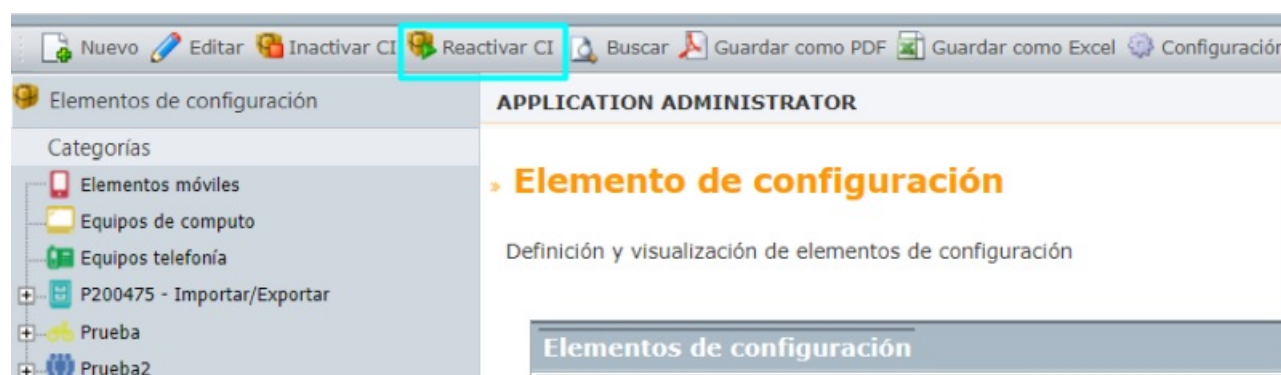 Nuevo Editar Inactivar CI Reactivar CI Buscar Guardar como PDF Guardar como Excel Configuración
Elementos de configuración
Categorías
Elementos móviles
Equipos de computo
Equipos telefonía
P200475 - Importar/Exportar
Prueba
Prueba2
APPLICATION ADMINISTRATOR
» Elemento de configuración
Definición y visualización de elementos de configuración
Elementos de configuración